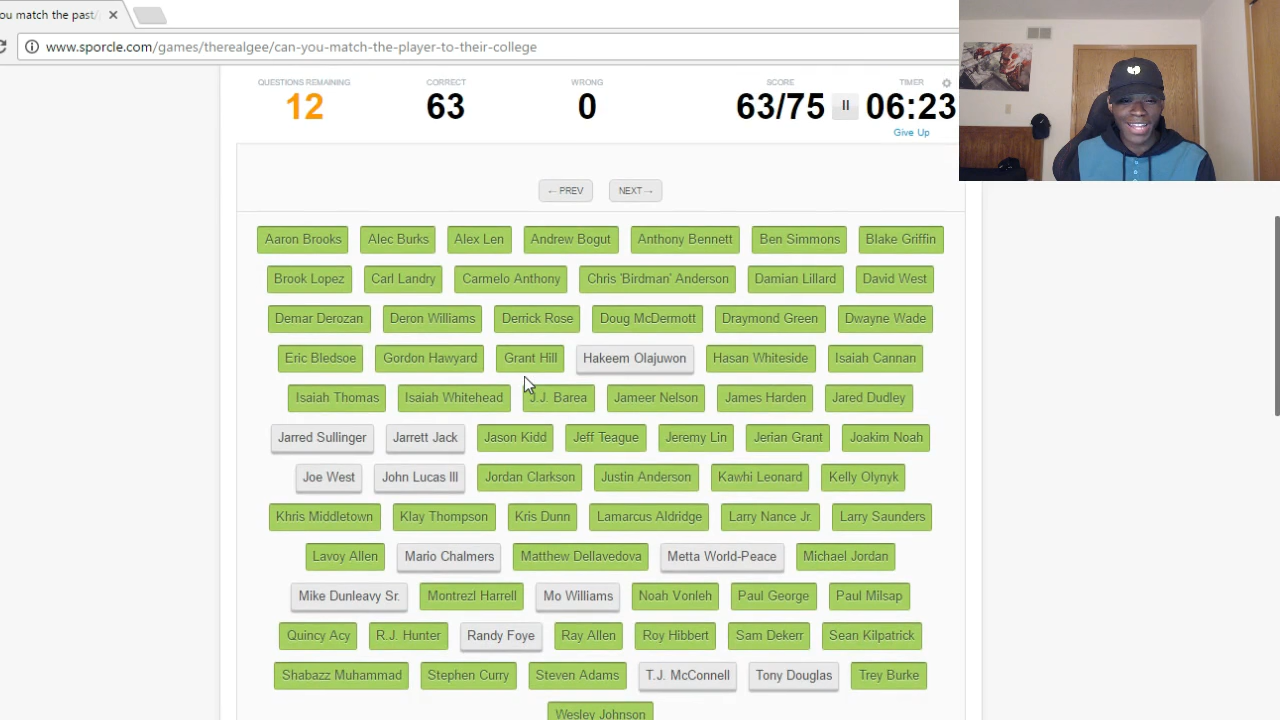 you match the past/
www.sporcle.com/games/therealgee/can-you-match-the-player-to-their-college
QUESTIONS REMAINING CORRECT WRONG SCORE TIMER
12 63 0 63/75 06:23
Give Up
← PREV NEXT →
Aaron Brooks Alec Burks Alex Len Andrew Bogut Anthony Bennett Ben Simmons Blake Griffin
Brook Lopez Carl Landry Carmelo Anthony Chris 'Birdman' Anderson Damian Lillard David West
Demar Derozan Deron Williams Derrick Rose Doug McDermott Draymond Green Dwayne Wade
Eric Bledsoe Gordon Hawyard Grant Hill Hakeem Olajuwon Hasan Whiteside Isaiah Cannan
Isaiah Thomas Isaiah Whitehead J.J. Barea Jameer Nelson James Harden Jared Dudley
Jarred Sullinger Jarrett Jack Jason Kidd Jeff Teague Jeremy Lin Jerian Grant Joakim Noah
Joe West John Lucas III Jordan Clarkson Justin Anderson Kawhi Leonard Kelly Olynyk
Khris Middletown Klay Thompson Kris Dunn Lamarcus Aldridge Larry Nance Jr. Larry Saunders
Lavoy Allen Mario Chalmers Matthew Dellavedova Metta World-Peace Michael Jordan
Mike Dunleavy Sr. Montrezl Harrell Mo Williams Noah Vonleh Paul George Paul Milsap
Quincy Acy R.J. Hunter Randy Foye Ray Allen Roy Hibbert Sam Dekerr Sean Kilpatrick
Shabazz Muhammad Stephen Curry Steven Adams T.J. McConnell Tony Douglas Trey Burke
Wesley Johnson